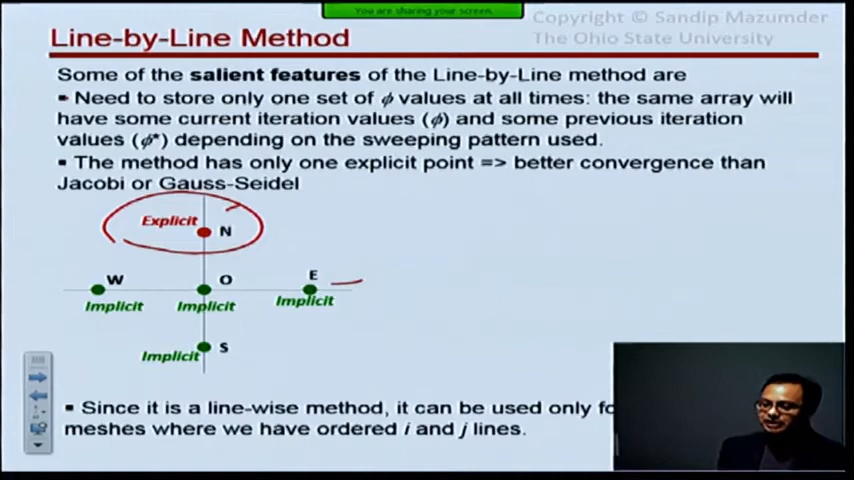 You are sharing your screen.
Copyright © Sandip Mazumder
The Ohio State University
Line-by-Line Method
Some of the salient features of the Line-by-Line method are
▪ Need to store only one set of ϕ values at all times: the same array will
have some current iteration values (ϕ) and some previous iteration
values (ϕ*) depending on the sweeping pattern used.
▪ The method has only one explicit point => better convergence than
Jacobi or Gauss-Seidel
Explicit N
W O E
Implicit Implicit Implicit
Implicit S
▪ Since it is a line-wise method, it can be used only
meshes where we have ordered i and j lines.